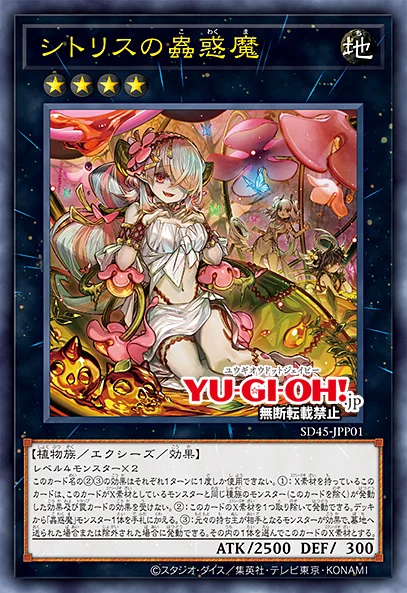 シトリスの蟲惑魔
地
ユウギオウドットジェイピー
YU-GI-OH!.jp
無断転載禁止
SD45-JPP01
【植物族/エクシーズ/効果】
レベル4モンスター×2
このカード名の②③の効果はそれぞれ1ターンに1度しか使用できない。①:X素材を持っているこの
カードは、このカードがX素材としているモンスターと同じ種族のモンスター(このカードを除く)が発動
した効果及び罠カードの効果を受けない。②:このカードのX素材を1つ取り除いて発動できる。デッキ
から「蟲惑魔」モンスター1体を手札に加える。③:元々の持ち主が相手となるモンスターが効果で、墓地へ
送られた場合または除外された場合に発動できる。その内の1体を選んでこのカードのX素材とする。
ATK/2500 DEF/ 300
©スタジオ・ダイス/集英社・テレビ東京・KONAMI